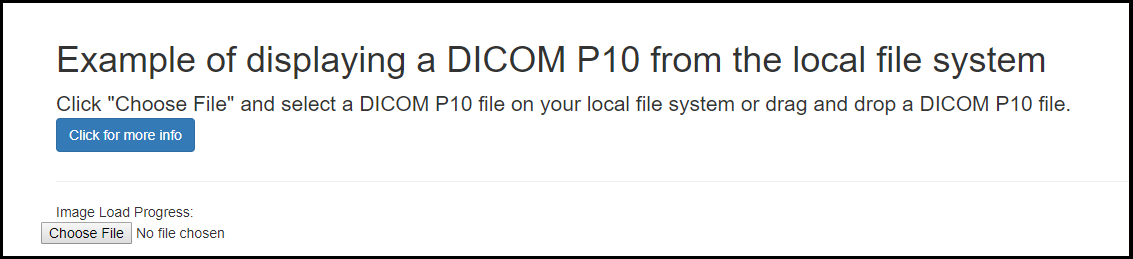 Example of displaying a DICOM P10 from the local file system
Click "Choose File" and select a DICOM P10 file on your local file system or drag and drop a DICOM P10 file.
Click for more info
Image Load Progress:
Choose File No file chosen